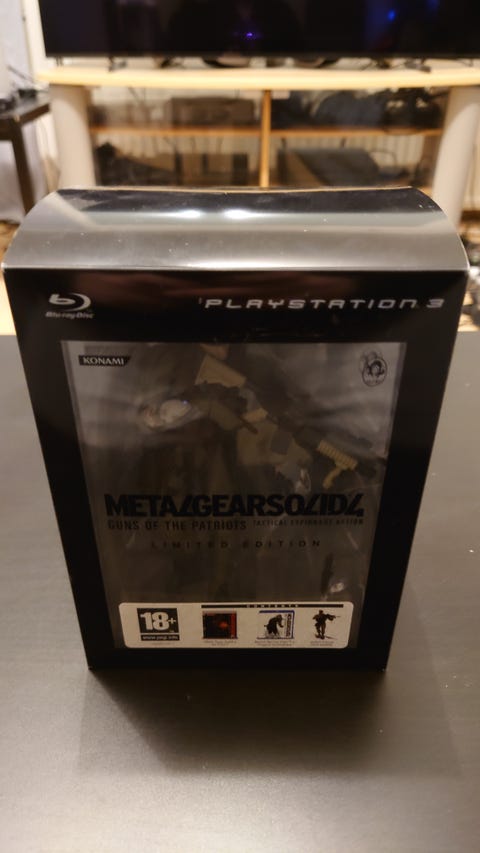 Blu-ray Disc
PLAYSTATION 3
KONAMI
METAL GEAR SOLID 4
GUNS OF THE PATRIOTS TACTICAL ESPIONAGE ACTION
LIMITED EDITION
CONTENTS
18+
www.pegi.info